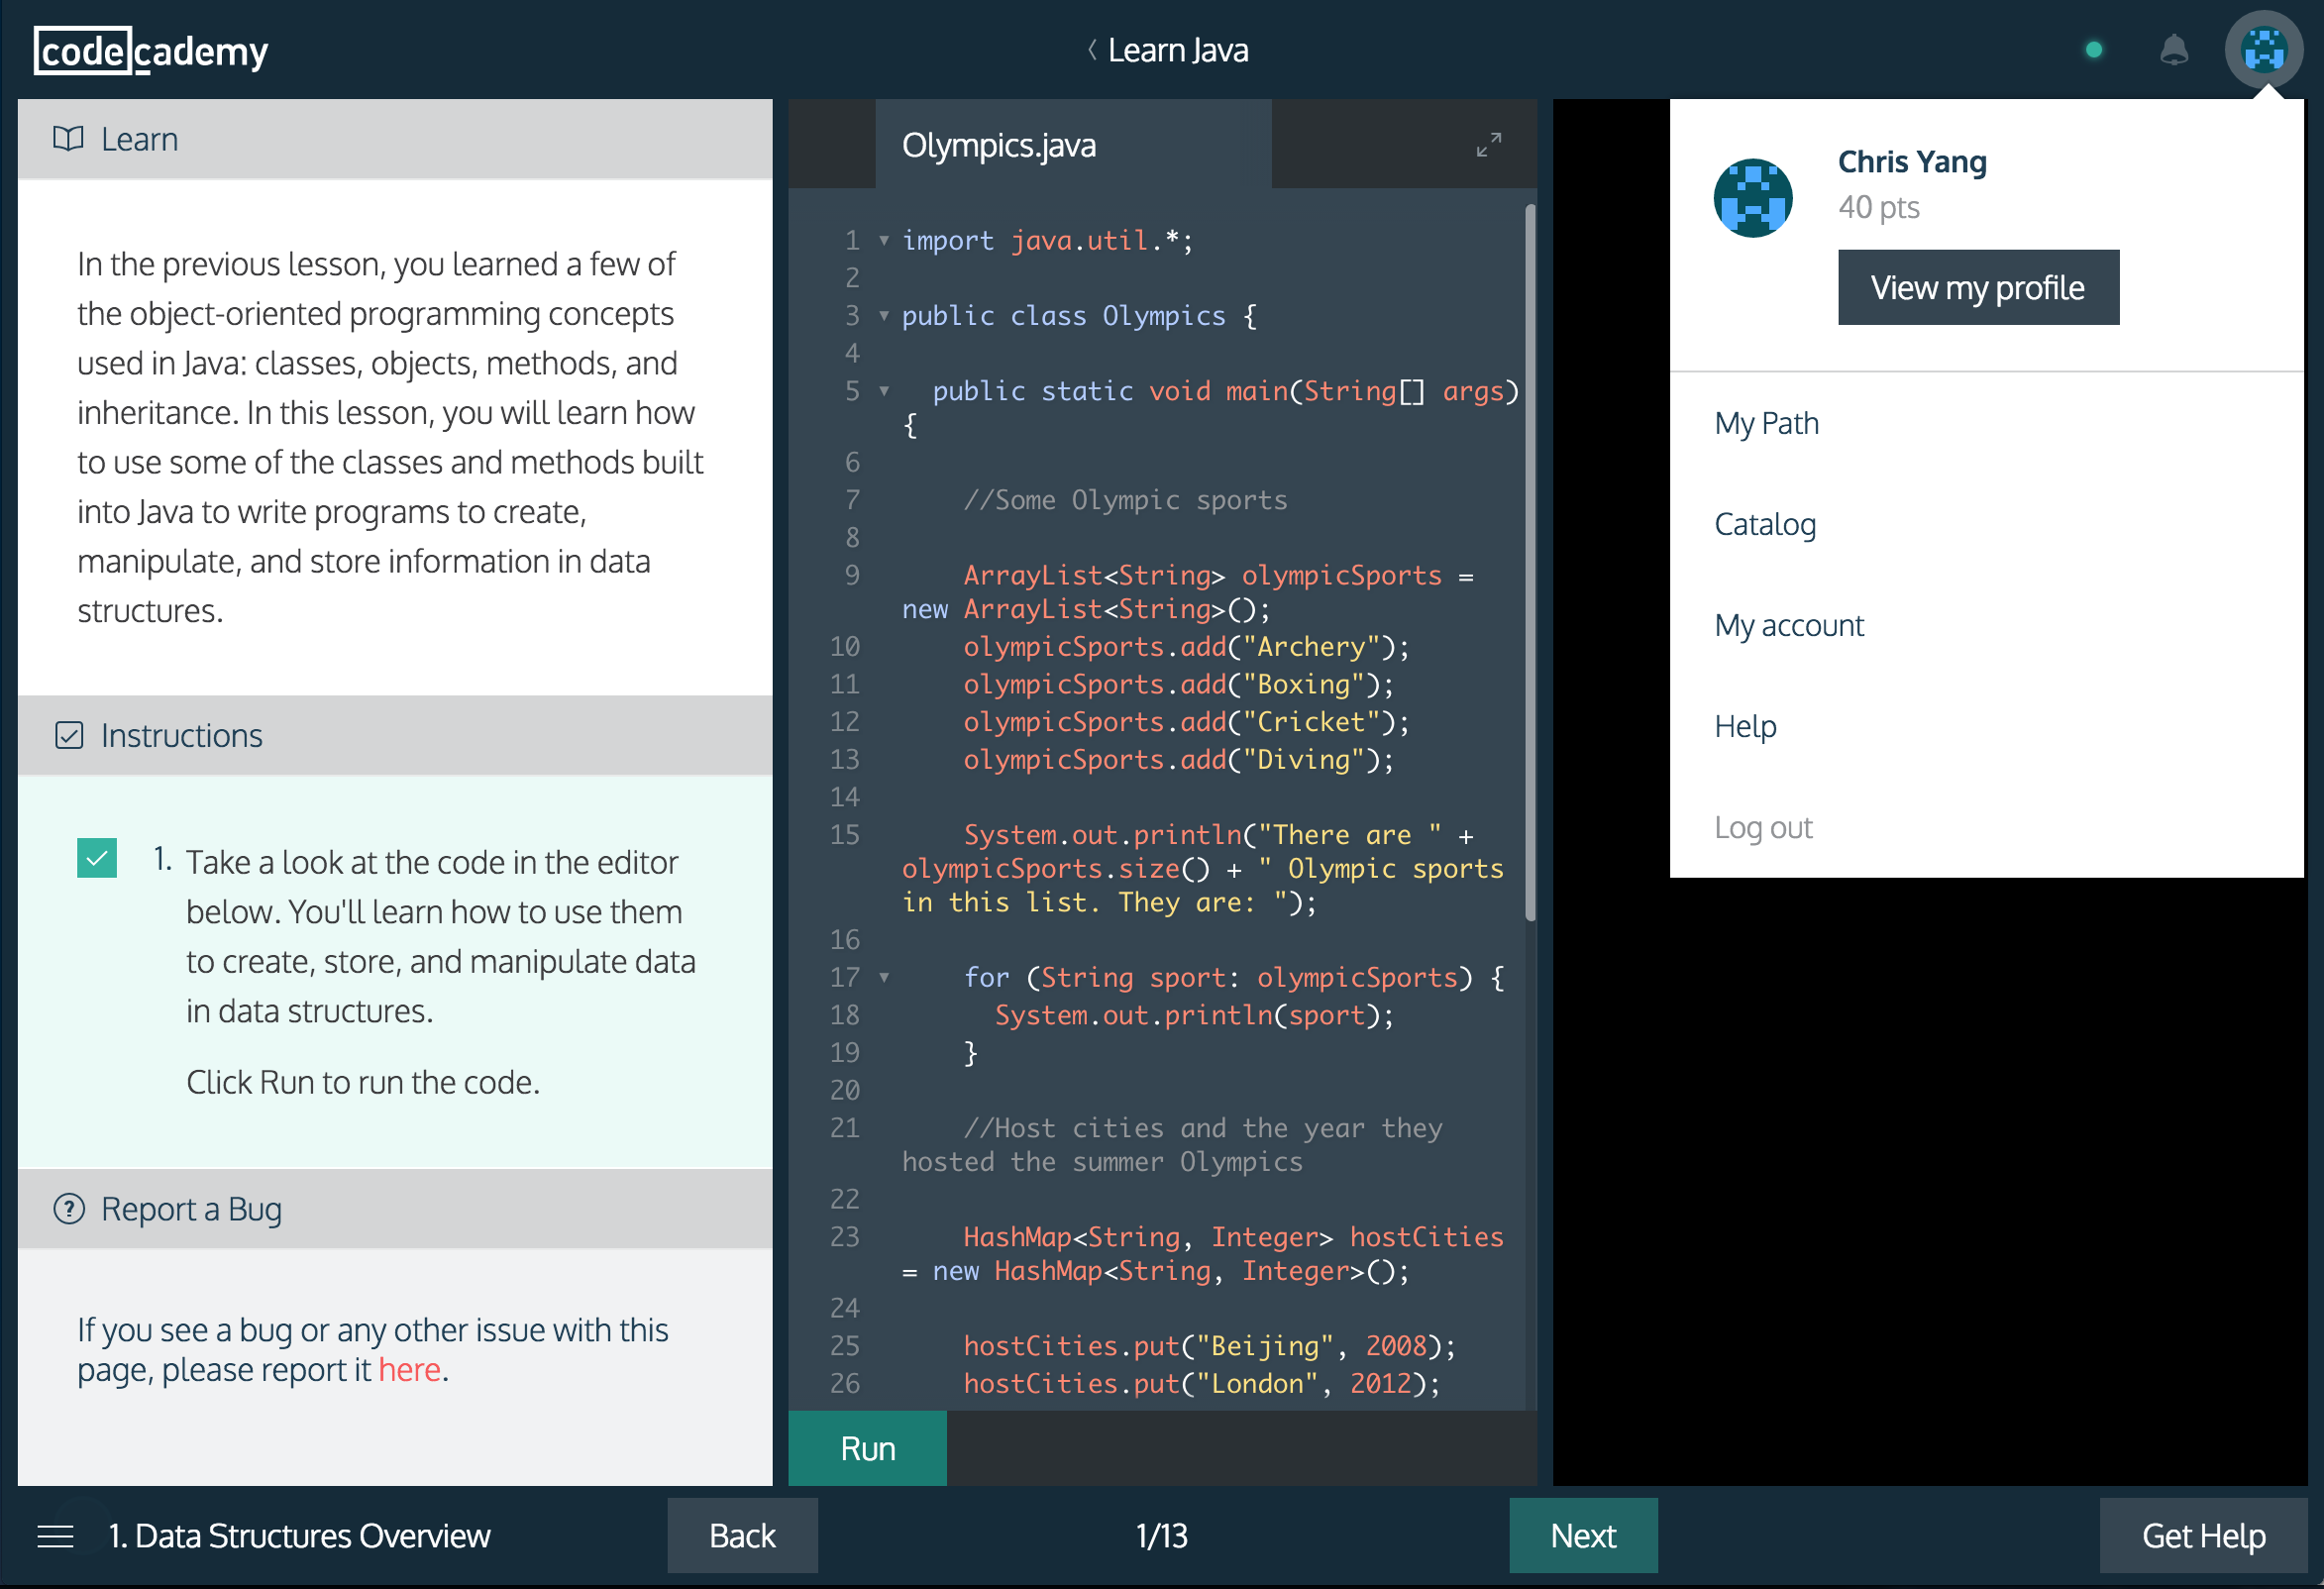 codecademy
Learn Java
Learn
In the previous lesson, you learned a few of
the object-oriented programming concepts
used in Java: classes, objects, methods, and
inheritance. In this lesson, you will learn how
to use some of the classes and methods built
into Java to write programs to create,
manipulate, and store information in data
structures.
Instructions
1. Take a look at the code in the editor
below. You'll learn how to use them
to create, store, and manipulate data
in data structures.
Click Run to run the code.
Report a Bug
If you see a bug or any other issue with this
page, please report it here.
Olympics.java
1 import java.util.*;
2
3 public class Olympics {
4
5 public static void main(String[] args)
{
6
7 //Some Olympic sports
8
9 ArrayList<String> olympicSports =
new ArrayList<String>();
10 olympicSports.add("Archery");
11 olympicSports.add("Boxing");
12 olympicSports.add("Cricket");
13 olympicSports.add("Diving");
14
15 System.out.println("There are " +
olympicSports.size() + " Olympic sports
in this list. They are: ");
16
17 for (String sport: olympicSports) {
18 System.out.println(sport);
19 }
20
21 //Host cities and the year they
hosted the summer Olympics
22
23 HashMap<String, Integer> hostCities
= new HashMap<String, Integer>();
24
25 hostCities.put("Beijing", 2008);
26 hostCities.put("London", 2012);
Run
Chris Yang
40 pts
View my profile
My Path
Catalog
My account
Help
Log out
1. Data Structures Overview
Back
1/13
Next
Get Help